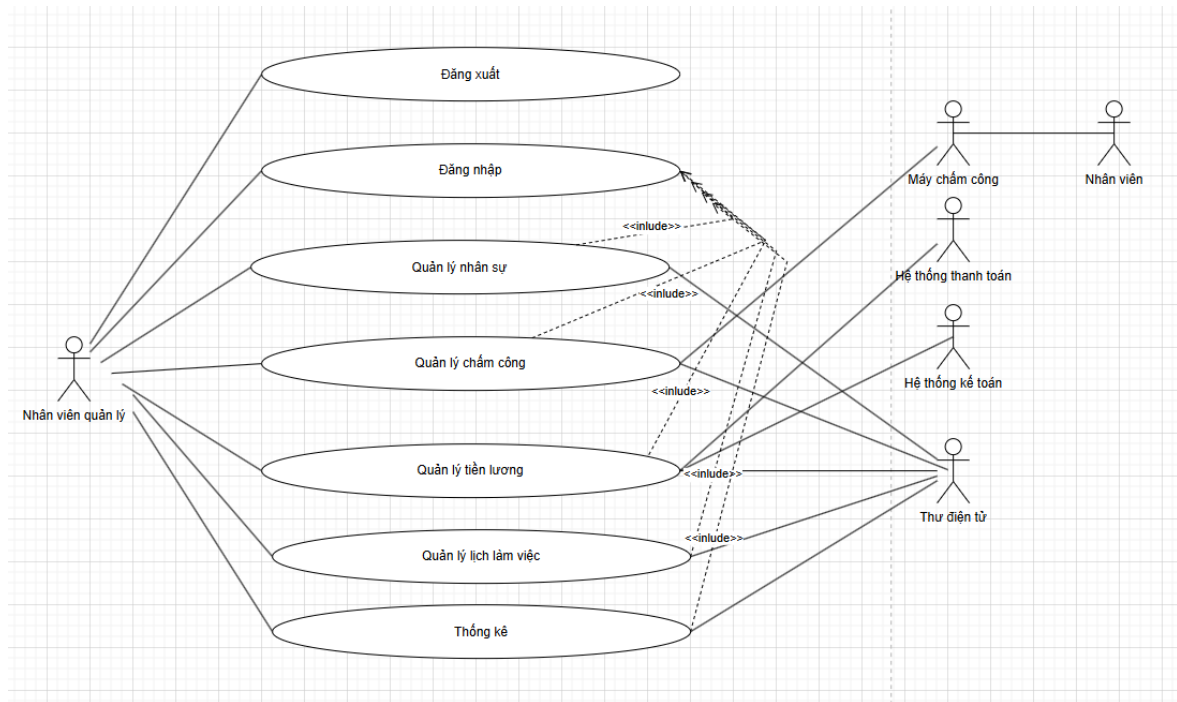 Đăng xuất
Đăng nhập
<<inlude>>
Quản lý nhân sự
<<inlude>>
Quản lý chấm công
<<inlude>>
Quản lý tiền lương
<<inlude>>
<<inlude>>
Quản lý lịch làm việc
Thống kê
Nhân viên quản lý
Máy chấm công
Nhân viên
Hệ thống thanh toán
Hệ thống kế toán
Thư điện tử